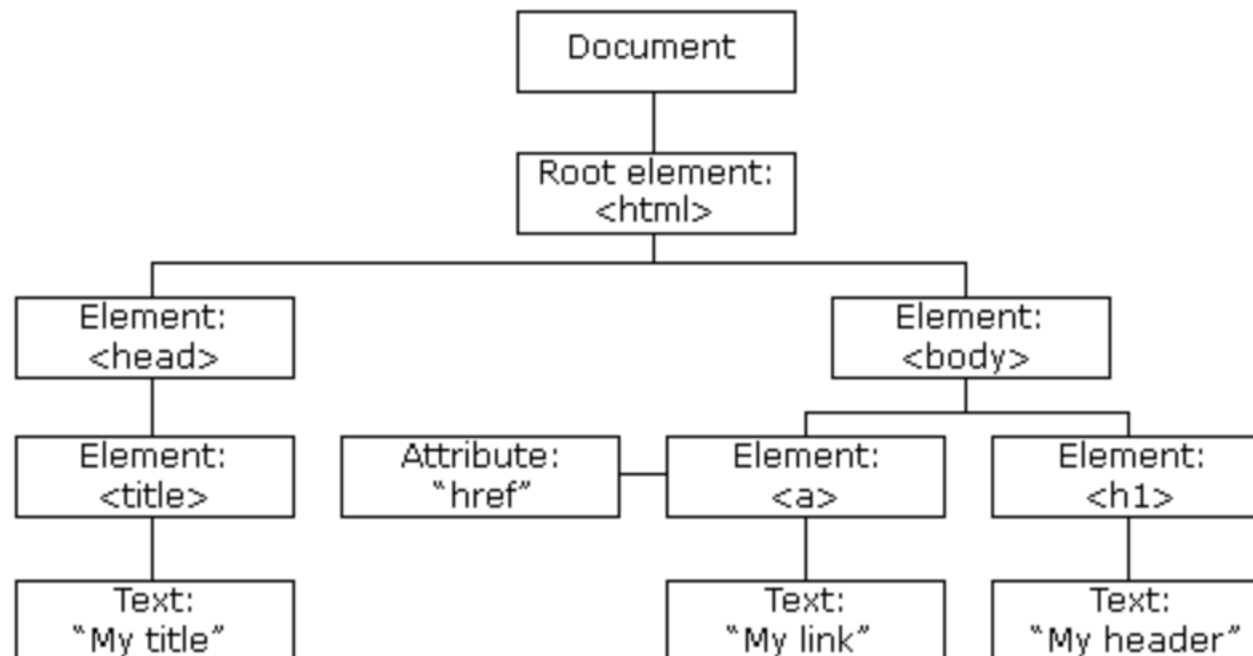 Document
Root element:
<html>
Element:
<head>
Element:
<body>
Element:
<title>
Attribute:
“href”
Element:
<a>
Element:
<h1>
Text:
“My title”
Text:
“My link”
Text:
“My header”